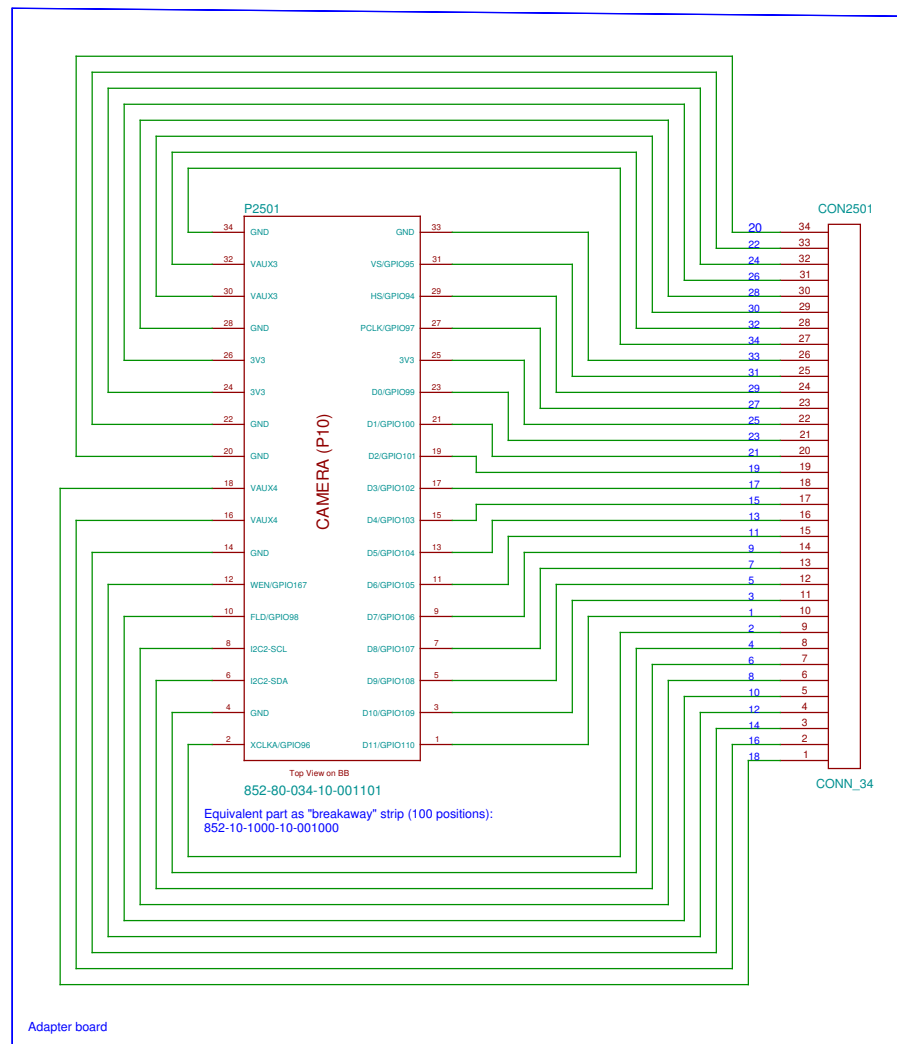 P2501
CON2501
34 GND GND 33
32 VAUX3 VS/GPIO95 31
30 VAUX3 HS/GPIO94 29
28 GND PCLK/GPIO97 27
26 3V3 3V3 25
24 3V3 D0/GPIO99 23
22 GND D1/GPIO100 21
20 GND D2/GPIO101 19
18 VAUX4 D3/GPIO102 17
16 VAUX4 D4/GPIO103 15
14 GND D5/GPIO104 13
12 WEN/GPIO167 D6/GPIO105 11
10 FLD/GPIO98 D7/GPIO106 9
8 I2C2-SCL D8/GPIO107 7
6 I2C2-SDA D9/GPIO108 5
4 GND D10/GPIO109 3
2 XCLKA/GPIO96 D11/GPIO110 1
CAMERA (P10)
Top View on BB
852-80-034-10-001101
Equivalent part as "breakaway" strip (100 positions):
852-10-1000-10-001000
20 34
22 33
24 32
26 31
28 30
30 29
32 28
34 27
33 26
31 25
29 24
27 23
25 22
23 21
21 20
19 19
17 18
15 17
13 16
11 15
9 14
7 13
5 12
3 11
1 10
2 9
4 8
6 7
8 6
10 5
12 4
14 3
16 2
18 1
CONN_34
Adapter board